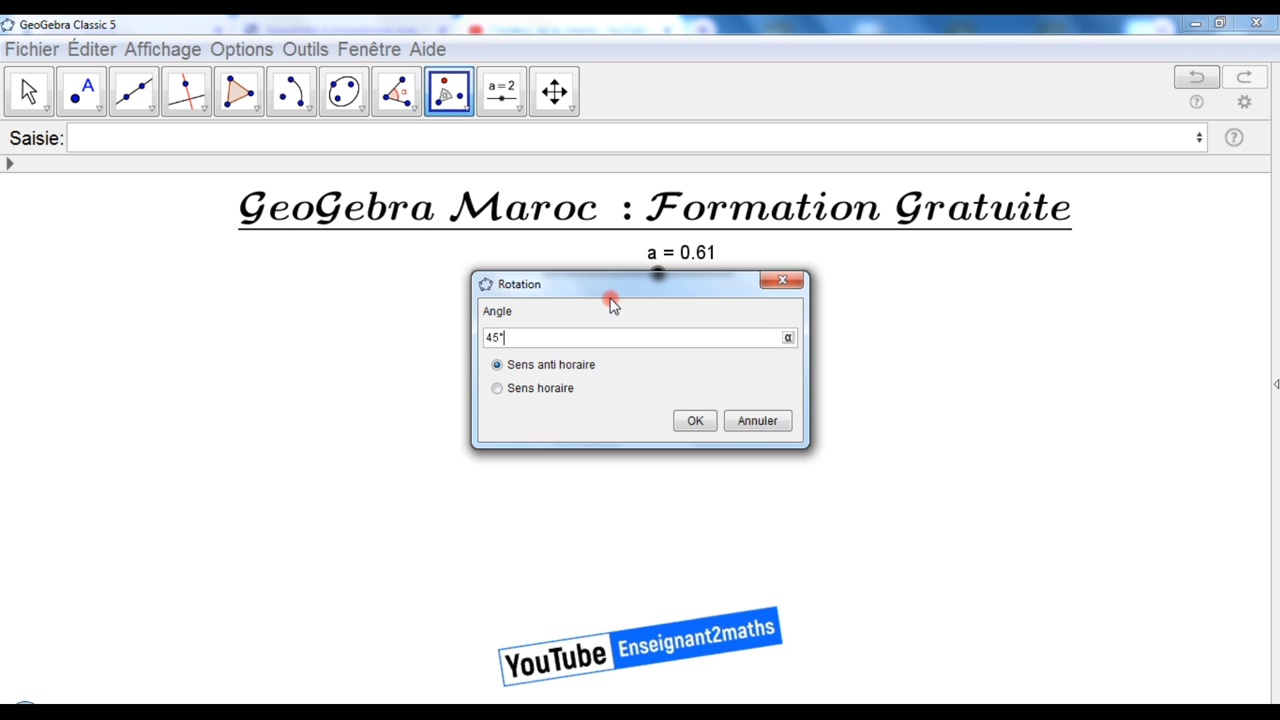 GeoGebra Classic 5
Fichier Éditer Affichage Options Outils Fenêtre Aide
A
α
a = 2
Saisie:
GeoGebra Maroc : Formation Gratuite
a = 0.61
Rotation
Angle
45°
α
Sens anti horaire
Sens horaire
OK Annuler
YouTube Enseignant2maths